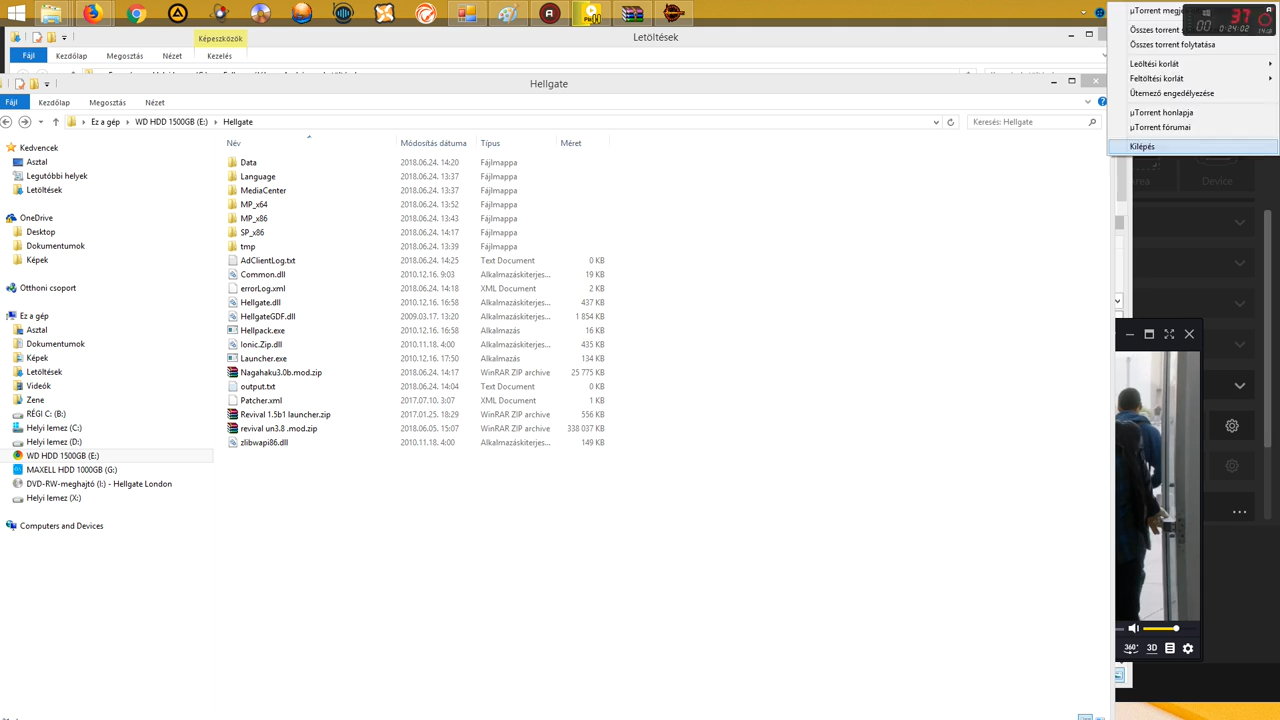 µTorrent megj
37
00
0:24:02
Összes torrent s
Összes torrent folytatása
Leöltési korlát
Feltöltési korlát
Ütemező engedélyezése
µTorrent honlapja
µTorrent fórumai
Kilépés
Képeszközök
Letöltések
Fájl
Kezdőlap
Megosztás
Nézet
Kezelés
Hellgate
Fájl
Kezdőlap
Megosztás
Nézet
Ez a gép
WD HDD 1500GB (E:)
Hellgate
Keresés: Hellgate
Név
Módosítás dátuma
Típus
Méret
Kedvencek
Asztal
Legutóbbi helyek
Letöltések
OneDrive
Desktop
Dokumentumok
Képek
Otthoni csoport
Ez a gép
Asztal
Dokumentumok
Képek
Letöltések
Videók
Zene
RÉGI C: (B:)
Helyi lemez (C:)
Helyi lemez (D:)
WD HDD 1500GB (E:)
MAXELL HDD 1000GB (G:)
DVD-RW-meghajtó (I:) - Hellgate London
Helyi lemez (X:)
Computers and Devices
Data 2018.06.24. 14:20 Fájlmappa
Language 2018.06.24. 13:37 Fájlmappa
MediaCenter 2018.06.24. 13:37 Fájlmappa
MP_x64 2018.06.24. 13:52 Fájlmappa
MP_x86 2018.06.24. 13:43 Fájlmappa
SP_x86 2018.06.24. 14:17 Fájlmappa
tmp 2018.06.24. 13:39 Fájlmappa
AdClientLog.txt 2018.06.24. 14:25 Text Document 0 KB
Common.dll 2010.12.16. 9:03 Alkalmazáskiterjes... 19 KB
errorLog.xml 2018.06.24. 14:18 XML Document 2 KB
Hellgate.dll 2010.12.16. 16:58 Alkalmazáskiterjes... 437 KB
HellgateGDF.dll 2009.03.17. 13:20 Alkalmazáskiterjes... 1 854 KB
Hellpack.exe 2010.12.16. 16:58 Alkalmazás 16 KB
Ionic.Zip.dll 2010.11.18. 4:00 Alkalmazáskiterjes... 435 KB
Launcher.exe 2010.12.16. 17:50 Alkalmazás 134 KB
Nagahaku3.0b.mod.zip 2018.06.24. 14:17 WinRAR ZIP archive 25 775 KB
output.txt 2018.06.24. 14:04 Text Document 0 KB
Patcher.xml 2017.07.10. 3:07 XML Document 1 KB
Revival 1.5b1 launcher.zip 2017.01.25. 18:29 WinRAR ZIP archive 556 KB
revival un3.8 .mod.zip 2018.06.05. 15:07 WinRAR ZIP archive 338 037 KB
zlibwapi86.dll 2010.11.18. 4:00 Alkalmazáskiterjes... 149 KB
area
Device
360°
3D